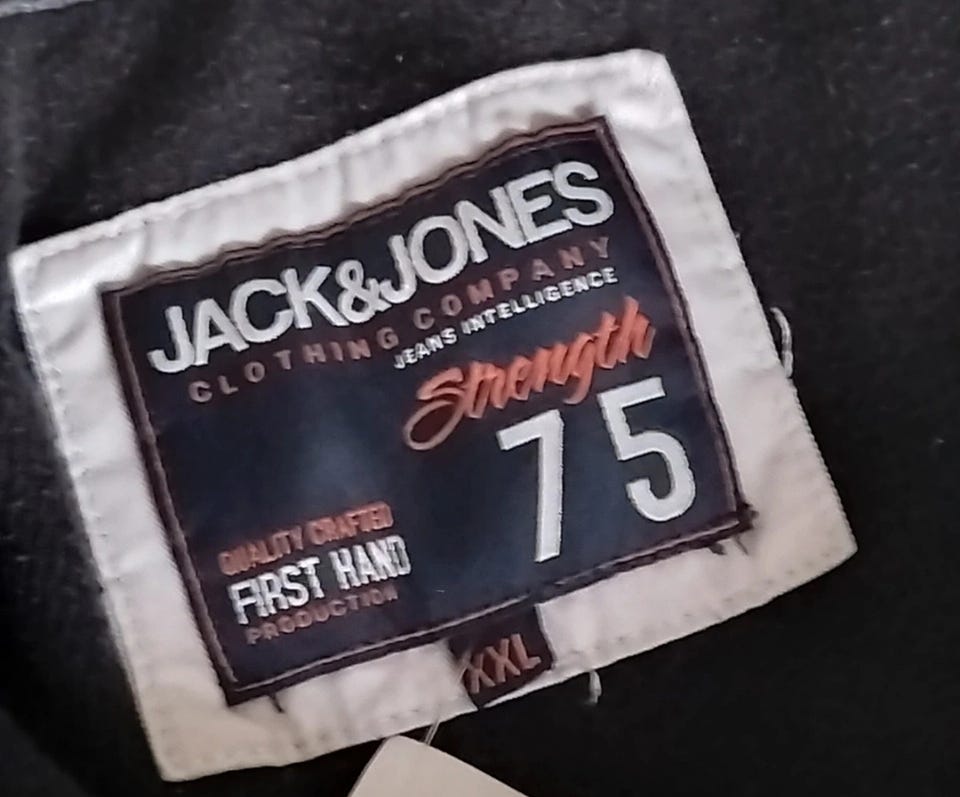 JACK&JONES
CLOTHING COMPANY
JEANS INTELLIGENCE
Strength
75
QUALITY CRAFTED
FIRST HAND
PRODUCTION
XXL